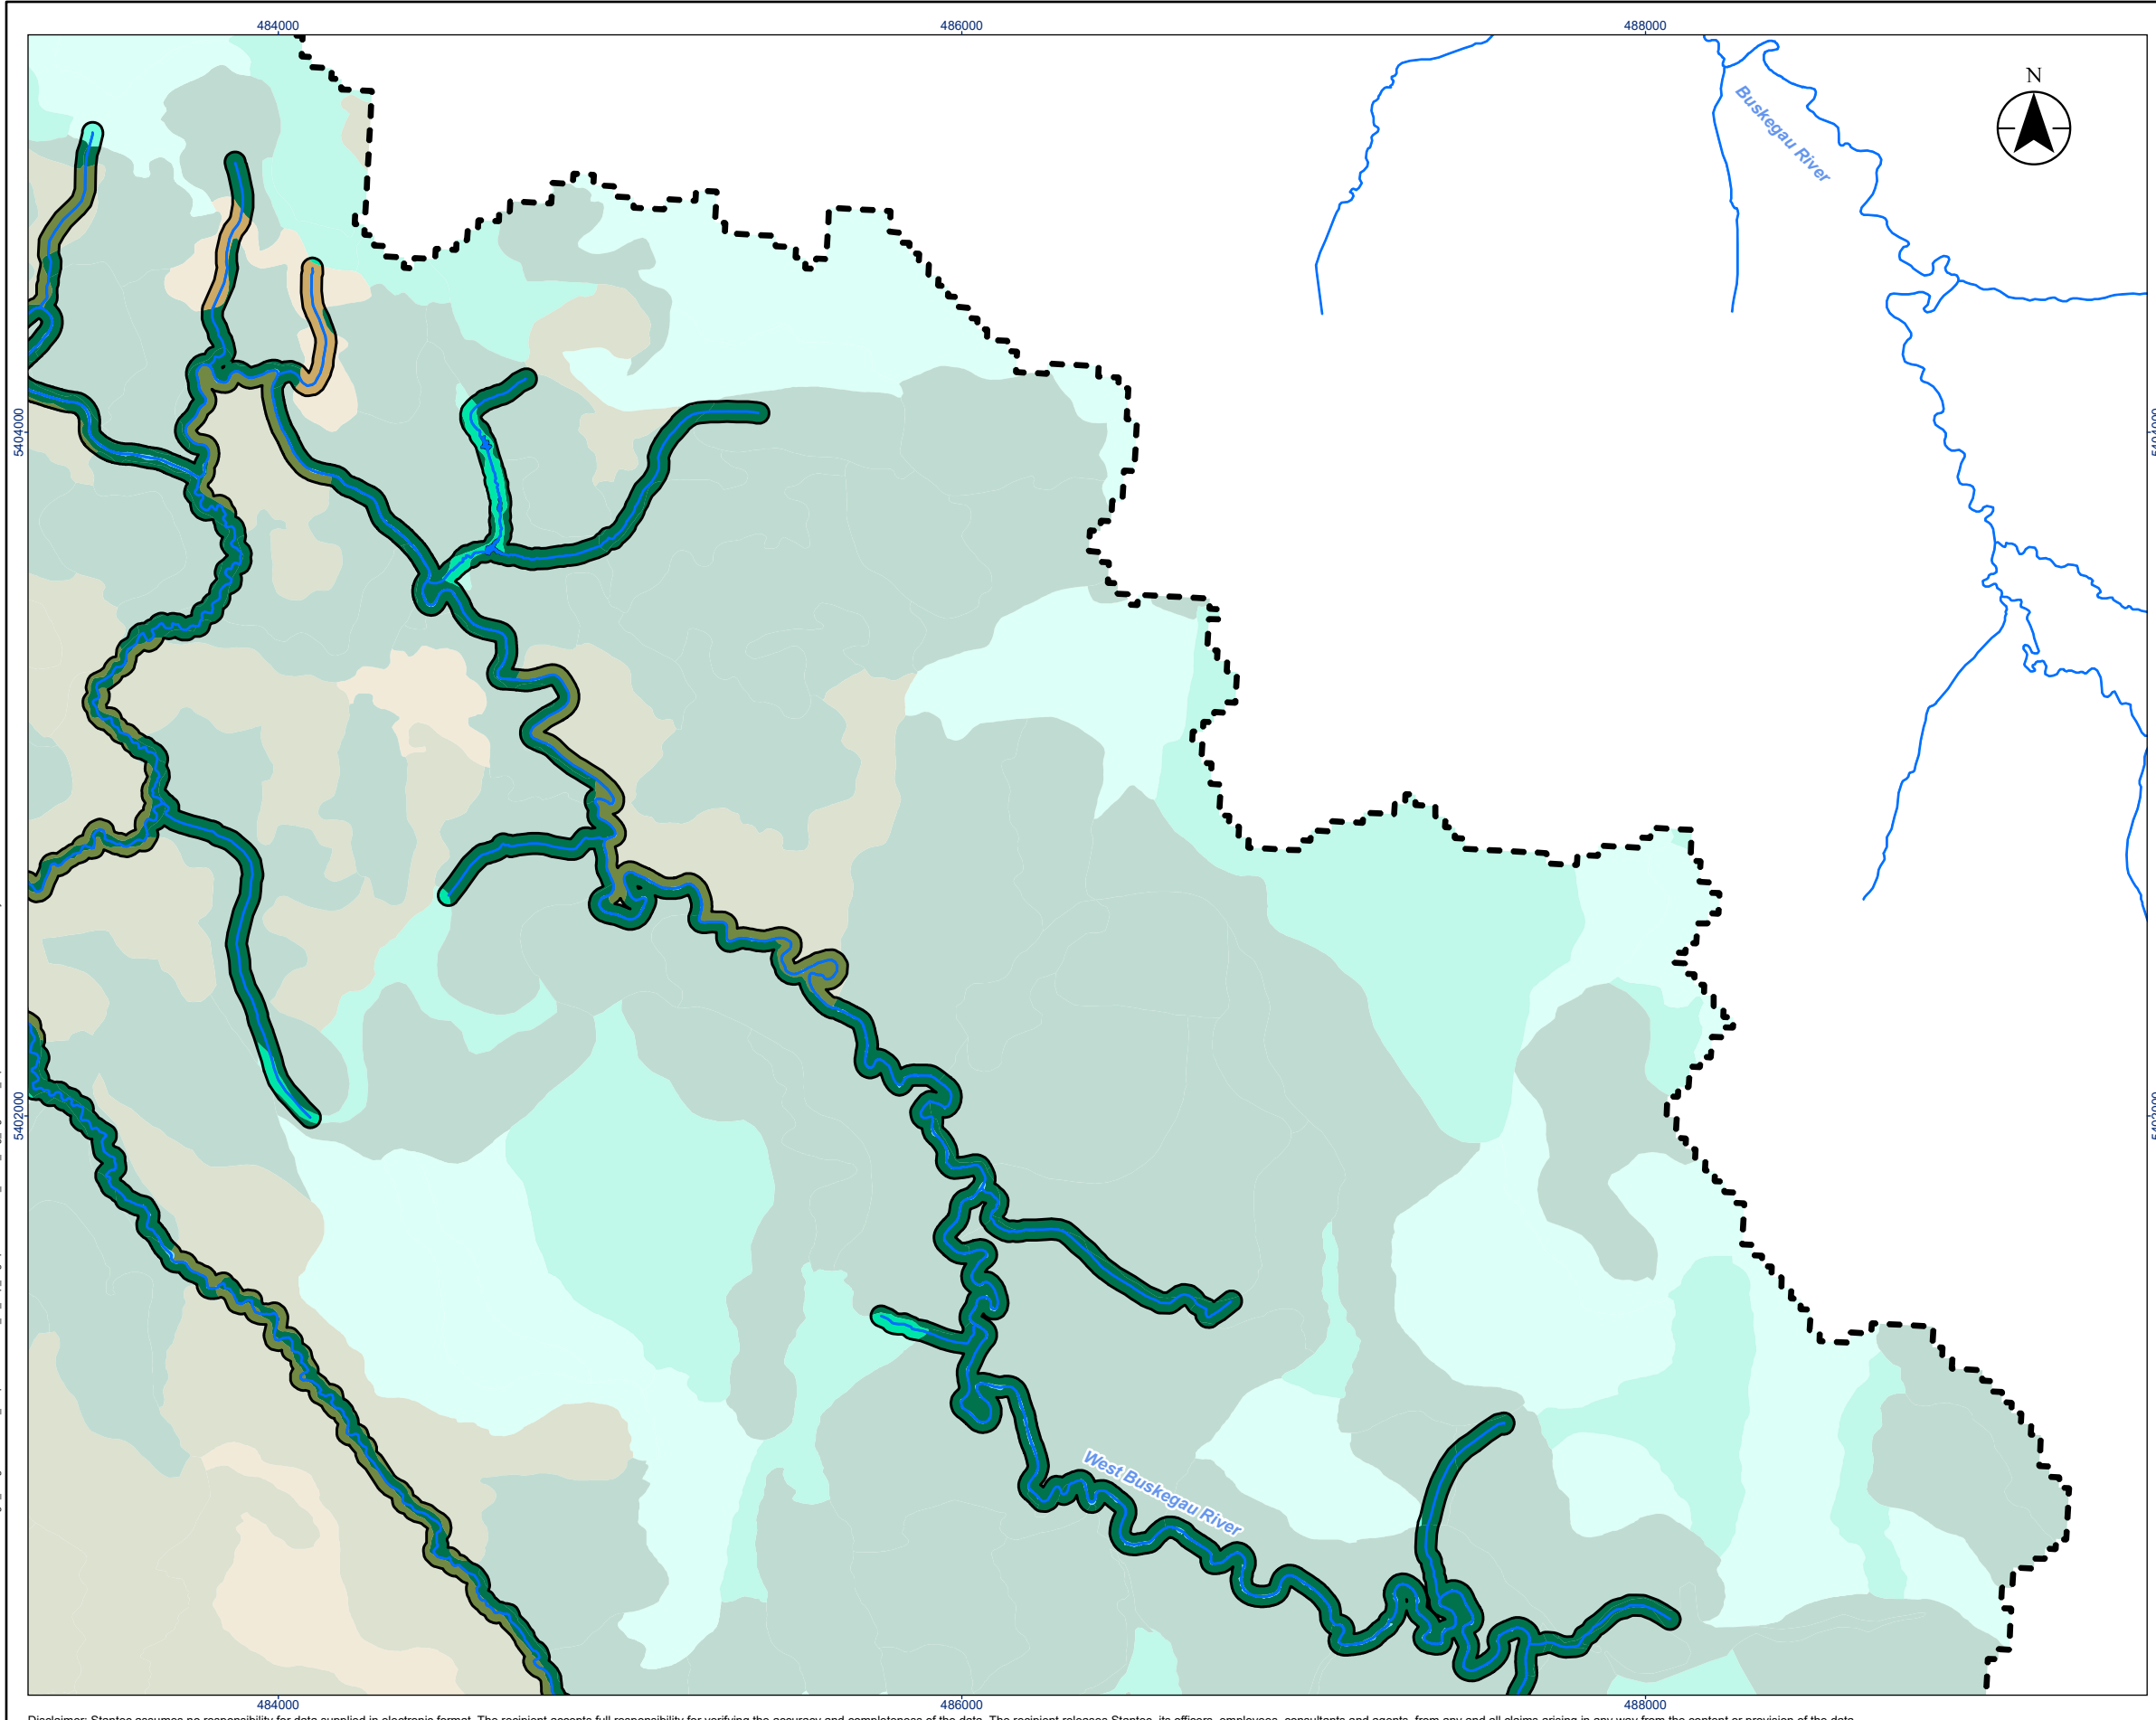 484000
486000
488000
N
Buskegau River
5404000
5402000
West Buskegau River
484000
486000
488000
Disclaimer: Stantec assumes no responsibility for data supplied in electronic format. The recipient accepts full responsibility for verifying the accuracy and completeness of the data. The recipient releases Stantec, its officers, employees, consultants and agents, from any and all claims arising in any way from the content or provision of the data.